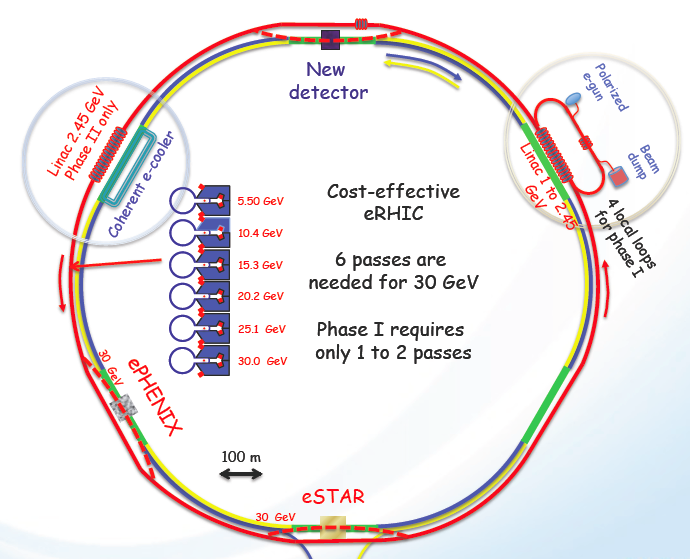 New
detector
Linac 2.45 GeV
Phase II only
Coherent e-cooler
Polarized
e-gun
Beam
dump
Linac 1 to 2.45
GeV
4 local loops
for phase I
5.50 GeV
10.4 GeV
15.3 GeV
20.2 GeV
25.1 GeV
30.0 GeV
Cost-effective
eRHIC
6 passes are
needed for 30 GeV
Phase I requires
only 1 to 2 passes
30 GeV
ePHENIX
100 m
eSTAR
30 GeV